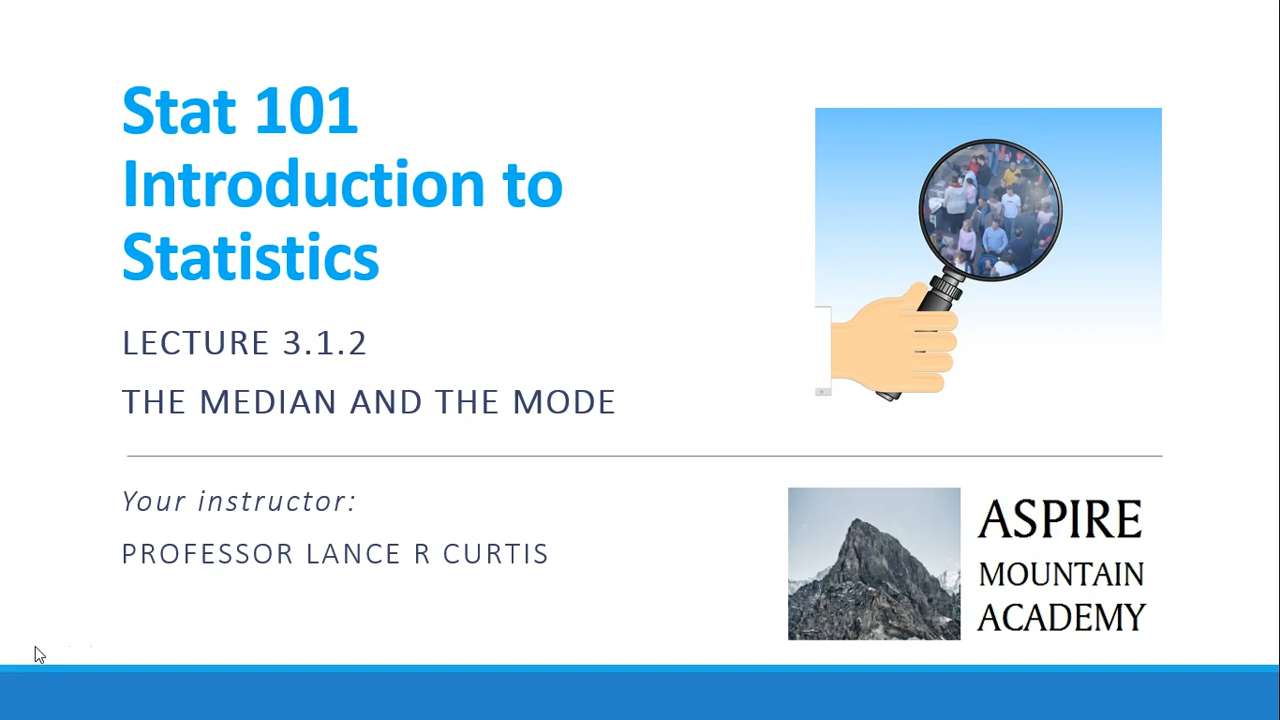 Stat 101
Introduction to
Statistics
LECTURE 3.1.2
THE MEDIAN AND THE MODE
Your instructor:
PROFESSOR LANCE R CURTIS
ASPIRE
MOUNTAIN
ACADEMY